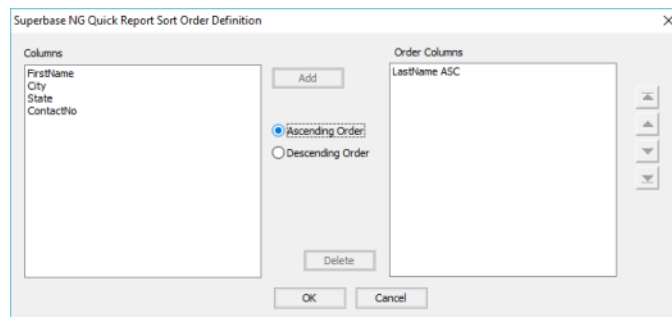 Superbase NG Quick Report Sort Order Definition
Columns
FirstName
City
State
ContactNo
Add
Ascending Order
Descending Order
Delete
Order Columns
LastName ASC
OK
Cancel